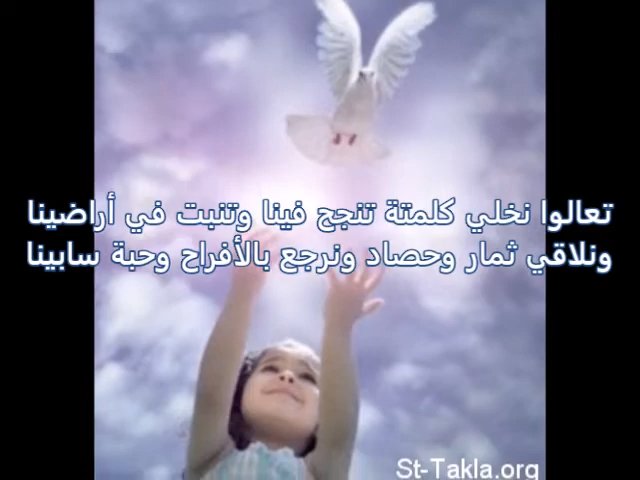 تعالوا نخلي كلمتة تنجح فينا وتنبت في أراضينا
ونلاقي ثمار وحصاد ونرجع بالأفراح وحبة سابينا
St-Takla.org